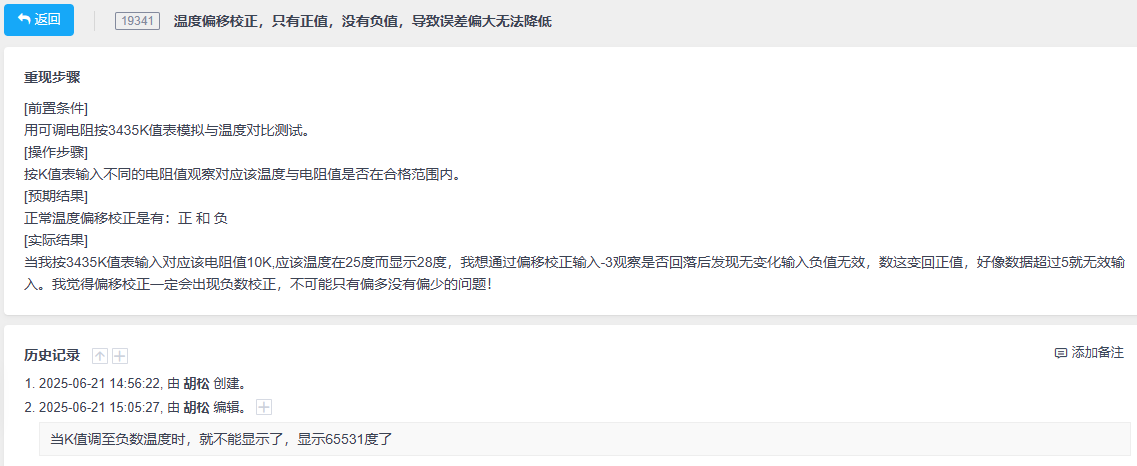 返回 19341 温度偏移校正，只有正值，没有负值，导致误差偏大无法降低
重现步骤
[前置条件]
用可调电阻按3435K值表模拟与温度对比测试。
[操作步骤]
按K值表输入不同的电阻值观察对应该温度与电阻值是否在合格范围内。
[预期结果]
正常温度偏移校正是有：正 和 负
[实际结果]
当我按3435K值表输入对应该电阻值10K,应该温度在25度而显示28度，我想通过偏移校正输入-3观察是否回落后发现无变化输入负值无效，数这变回正值，好像数据超过5就无效输
入。我觉得偏移校正一定会出现负数校正，不可能只有偏多没有偏少的问题！
历史记录 添加备注
1. 2025-06-21 14:56:22, 由 胡松 创建。
2. 2025-06-21 15:05:27, 由 胡松 编辑。
当K值调至负数温度时，就不能显示了，显示65531度了